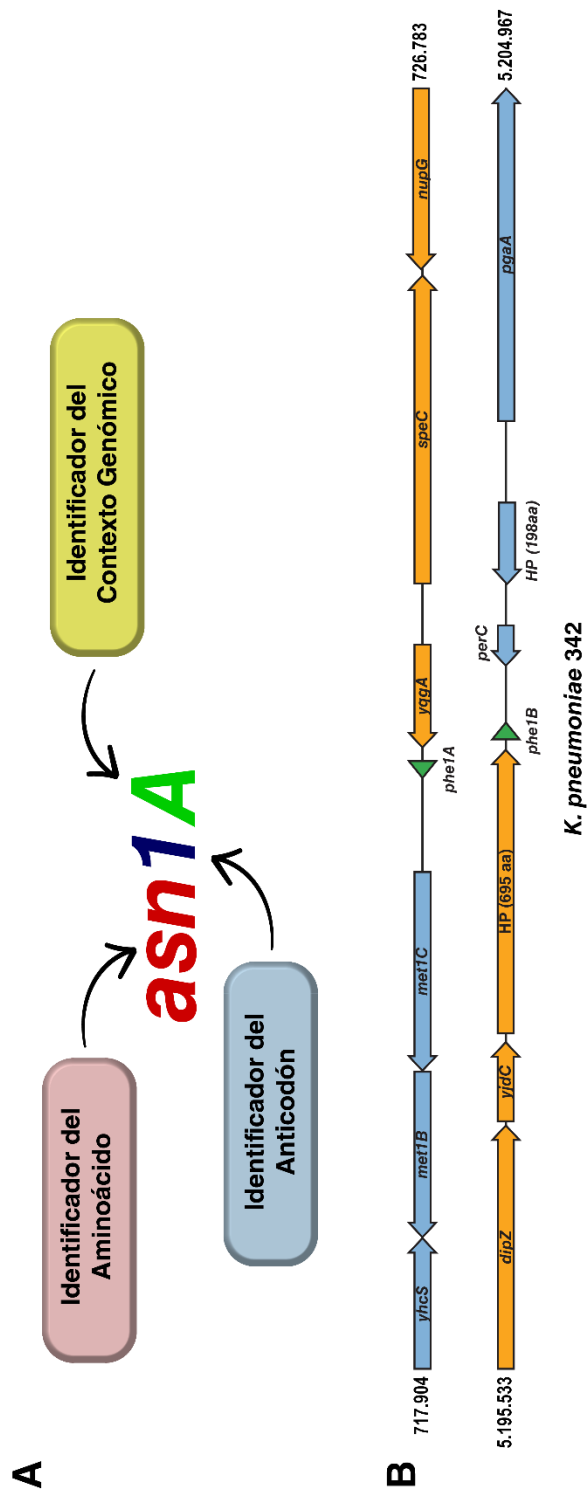 A
Identificador del
Aminoácido
Identificador del
Contexto Genómico
asn1A
Identificador del
Anticodón
B
717.904
yhcS
met1B
met1C
phe1A
yqgA
speC
nupG
726.783
5.195.533
dipZ
yjdC
HP (695 aa)
phe1B
perC
HP (198aa)
pgaA
5.204.967
K. pneumoniae 342